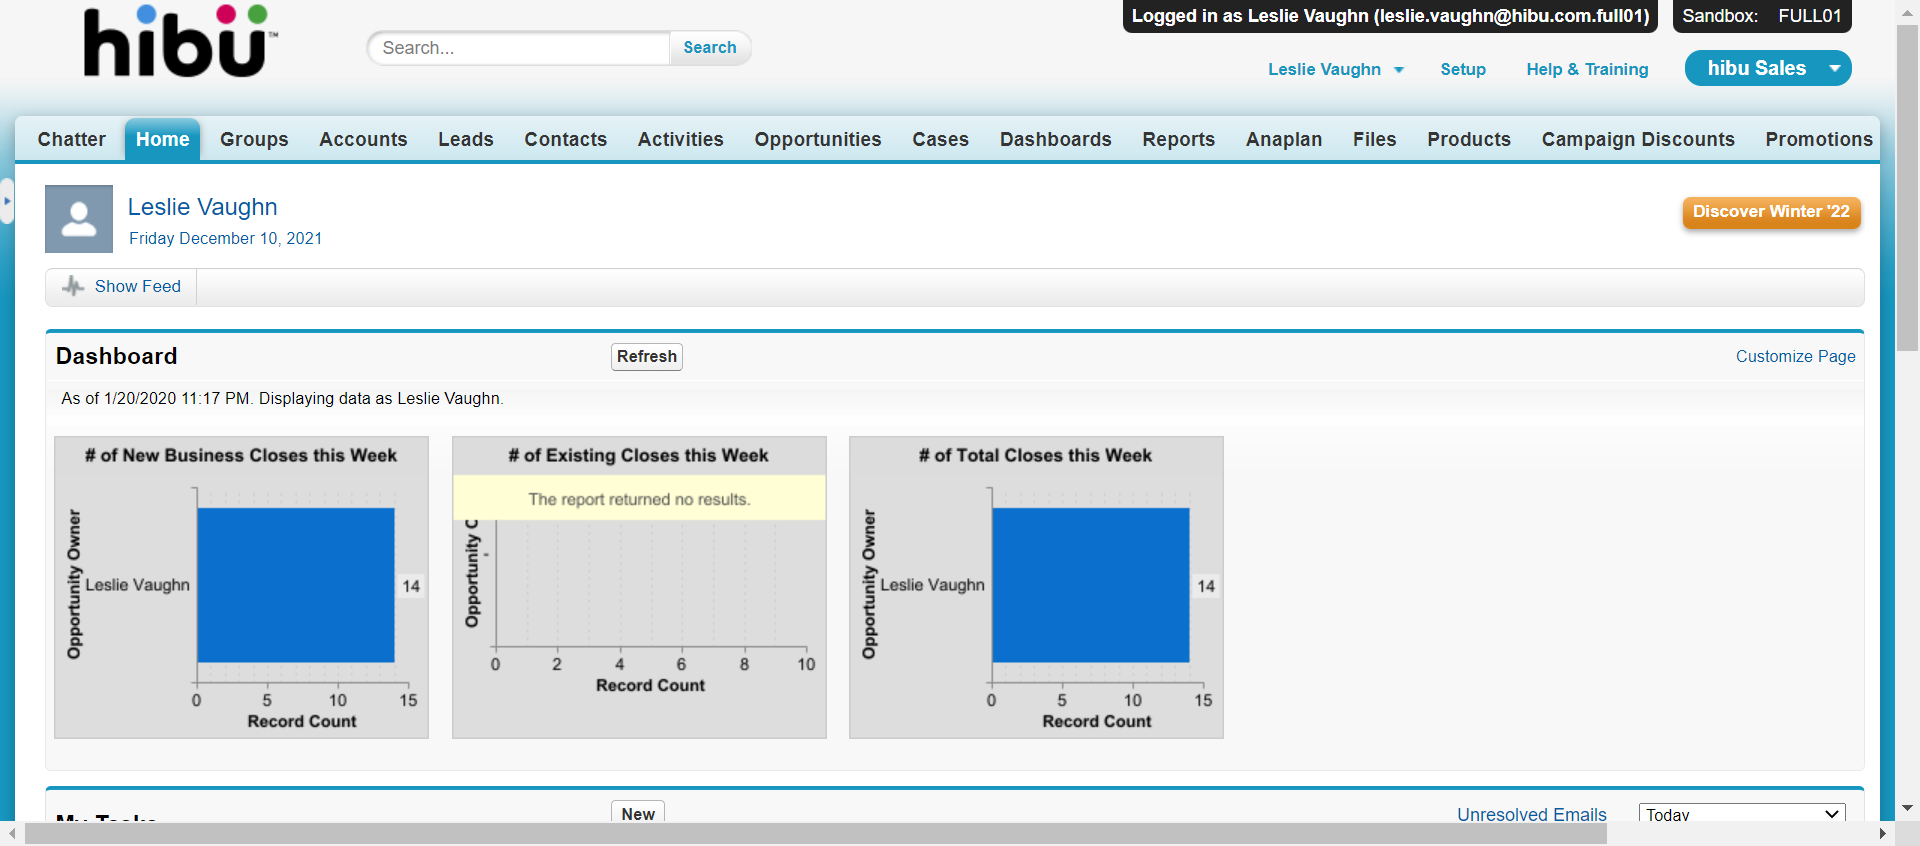 hibu™
Search...
Search
Logged in as Leslie Vaughn (leslie.vaughn@hibu.com.full01)
Sandbox: FULL01
Leslie Vaughn
Setup
Help & Training
hibu Sales
Chatter Home Groups Accounts Leads Contacts Activities Opportunities Cases Dashboards Reports Anaplan Files Products Campaign Discounts Promotions
Leslie Vaughn
Friday December 10, 2021
Discover Winter '22
Show Feed
Dashboard
Refresh
Customize Page
As of 1/20/2020 11:17 PM. Displaying data as Leslie Vaughn.
# of New Business Closes this Week
Opportunity Owner
Leslie Vaughn
14
0 5 10 15
Record Count
# of Existing Closes this Week
The report returned no results.
Opportunity
-
0 2 4 6 8 10
Record Count
# of Total Closes this Week
Opportunity Owner
Leslie Vaughn
14
0 5 10 15
Record Count
My Tasks
New
Unresolved Emails
Today